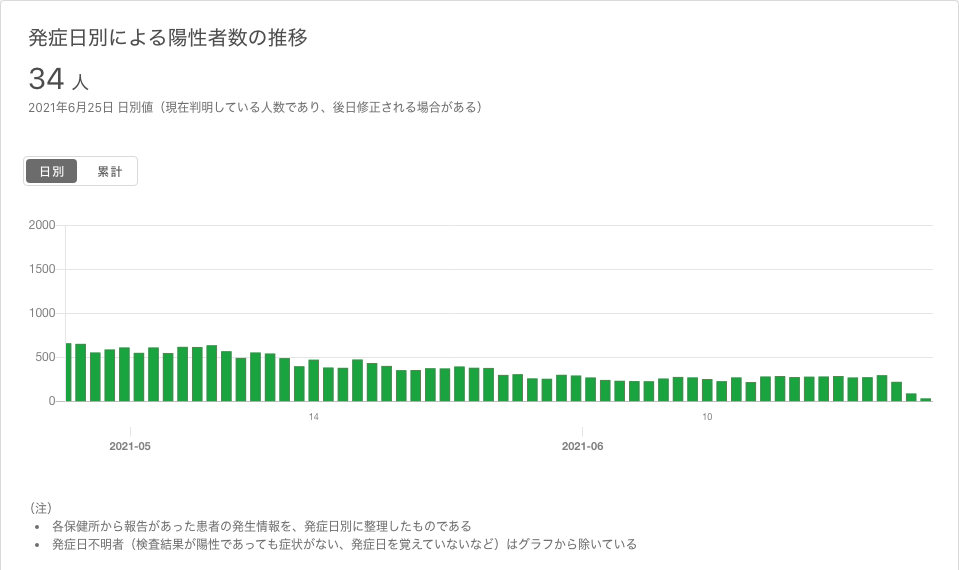 発症日別による陽性者数の推移
34 人
2021年6月25日 日別値（現在判明している人数であり、後日修正される場合がある）
日別 累計
2000
1500
1000
500
0
14 10
2021-05 2021-06
（注）
• 各保健所から報告があった患者の発生情報を、発症日別に整理したものである
• 発症日不明者（検査結果が陽性であっても症状がない、発症日を覚えていないなど）はグラフから除いている